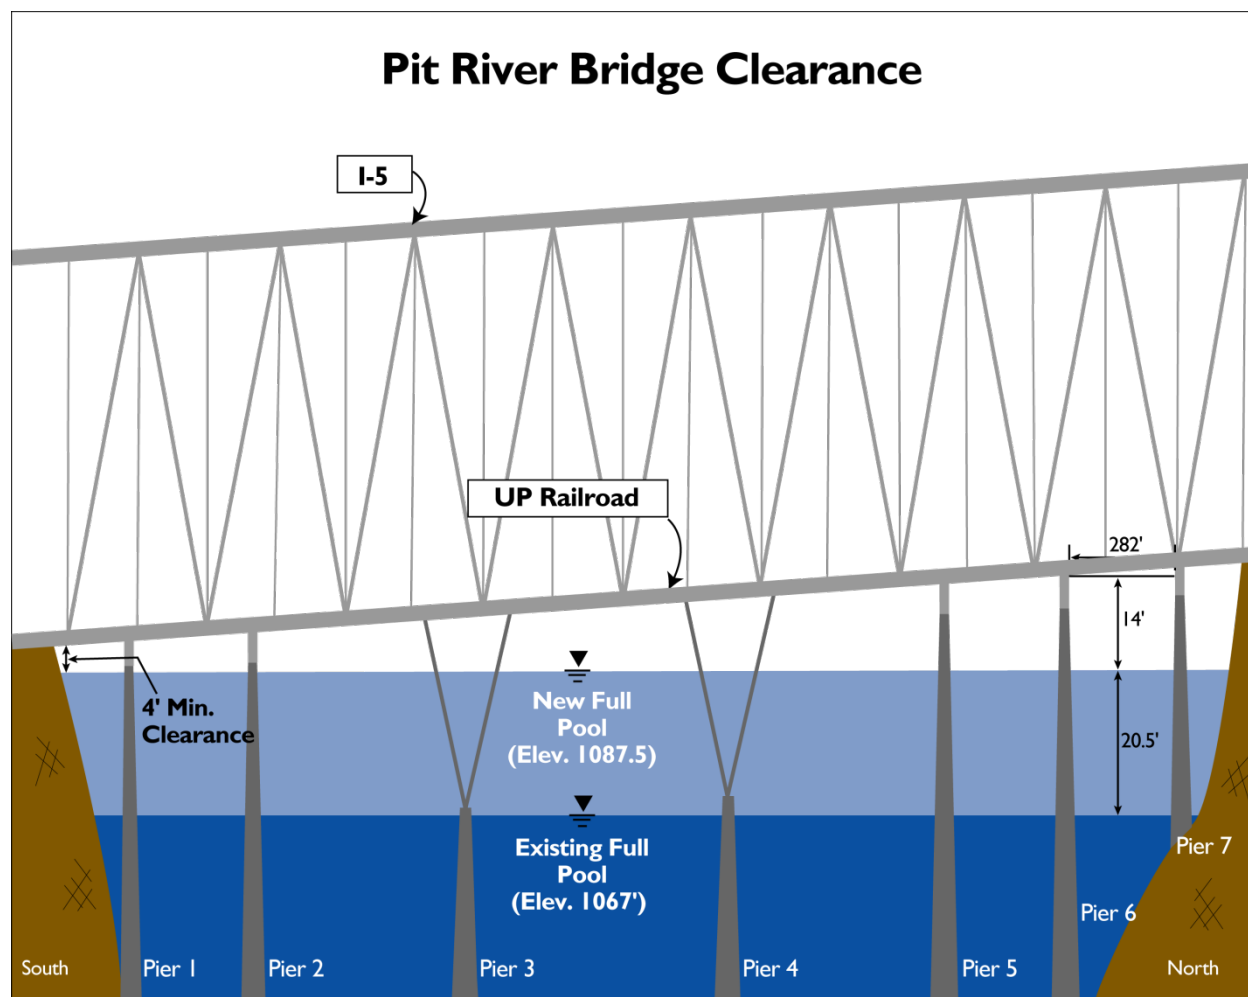 Pit River Bridge Clearance
I-5
UP Railroad
282'
14'
4' Min.
Clearance
New Full
Pool
(Elev. 1087.5)
20.5'
Existing Full
Pool
(Elev. 1067')
Pier 7
Pier 6
South
Pier 1
Pier 2
Pier 3
Pier 4
Pier 5
North